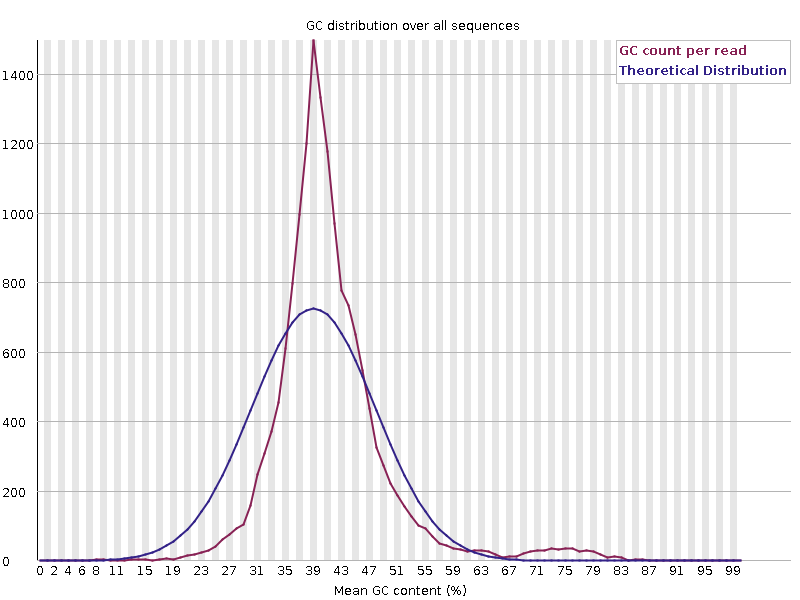 GC distribution over all sequences
GC count per read
Theoretical Distribution
1400
1200
1000
800
600
400
200
0
0 2 4 6 8 11 15 19 23 27 31 35 39 43 47 51 55 59 63 67 71 75 79 83 87 91 95 99
Mean GC content (%)